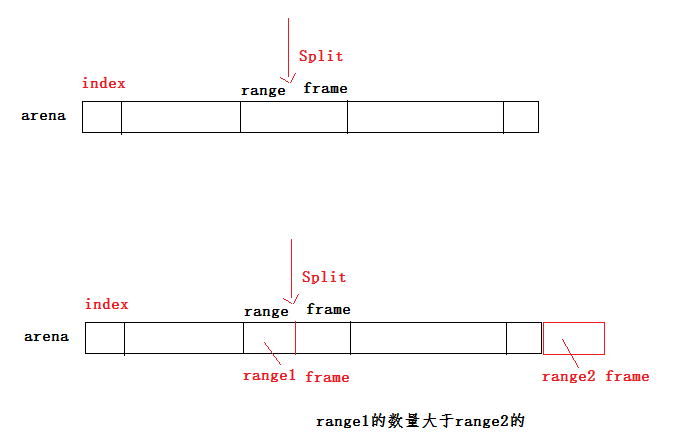 Split
index
range frame
arena
Split
index
range frame
arena
range1 frame
range2 frame
range1的数量大于range2的